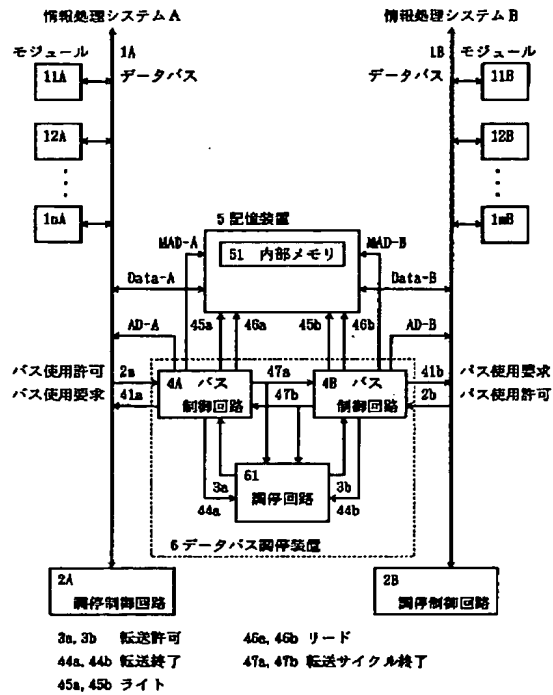 情報処理システムA 情報処理システムB
モジュール 1A 1B モジュール
11A データバス データバス 11B
12A 12B
1nA 1mB
5 記憶装置
MAD-A 51 内部メモリ MAD-B
Data-A Data-B
45a 46a 45b 46b
AD-A AD-B
バス使用許可 2a 4A バス 47a 4B バス 41b バス使用要求
バス使用要求 41a 制御回路 47b 制御回路 2b バス使用許可
3a 61 3b
44a 調停回路 44b
6 データバス調停装置
2A 2B
調停制御回路 調停制御回路
3a, 3b 転送許可 46a, 46b リード
44a, 44b 転送終了 47a, 47b 転送サイクル終了
45a, 45b ライト